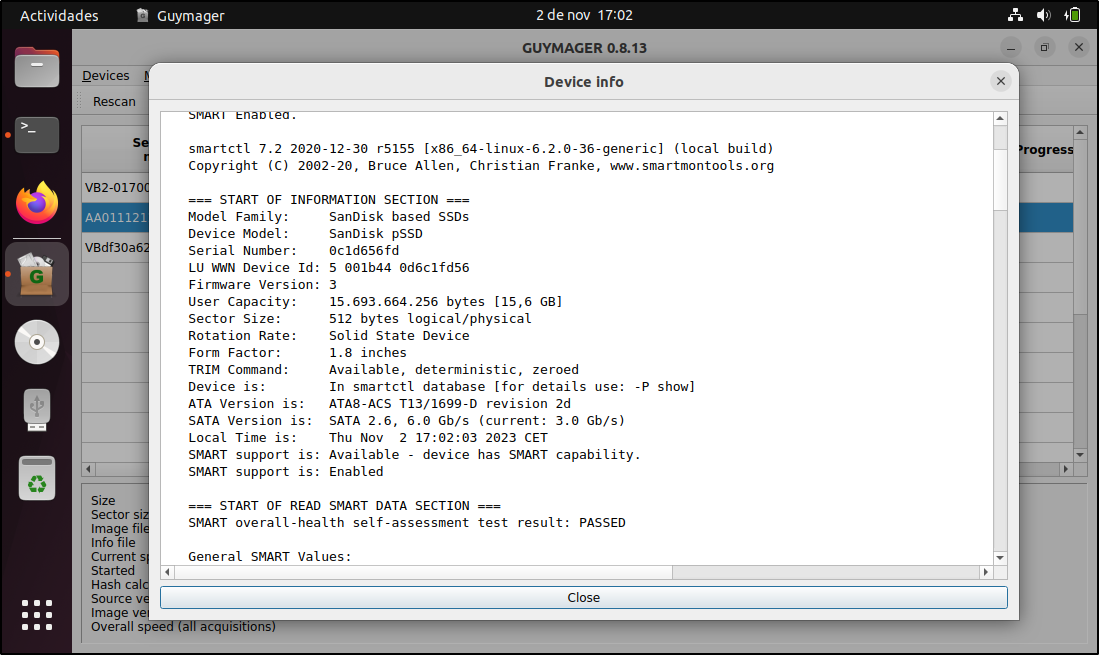 Actividades
Guymager
2 de nov 17:02
GUYMAGER 0.8.13
Devices
Rescan
Device info
Se
Progress
VB2-01700
AA011121
VBdf30a62
SMART Enabled.
smartctl 7.2 2020-12-30 r5155 [x86_64-linux-6.2.0-36-generic] (local build)
Copyright (C) 2002-20, Bruce Allen, Christian Franke, www.smartmontools.org
=== START OF INFORMATION SECTION ===
Model Family:     SanDisk based SSDs
Device Model:     SanDisk pSSD
Serial Number:    0c1d656fd
LU WWN Device Id: 5 001b44 0d6c1fd56
Firmware Version: 3
User Capacity:    15.693.664.256 bytes [15,6 GB]
Sector Size:      512 bytes logical/physical
Rotation Rate:    Solid State Device
Form Factor:      1.8 inches
TRIM Command:     Available, deterministic, zeroed
Device is:        In smartctl database [for details use: -P show]
ATA Version is:   ATA8-ACS T13/1699-D revision 2d
SATA Version is:  SATA 2.6, 6.0 Gb/s (current: 3.0 Gb/s)
Local Time is:    Thu Nov  2 17:02:03 2023 CET
SMART support is: Available - device has SMART capability.
SMART support is: Enabled
=== START OF READ SMART DATA SECTION ===
SMART overall-health self-assessment test result: PASSED
General SMART Values:
Close
Size
Sector siz
Image file
Info file
Current sp
Started
Hash calc
Source ve
Image ver
Overall speed (all acquisitions)